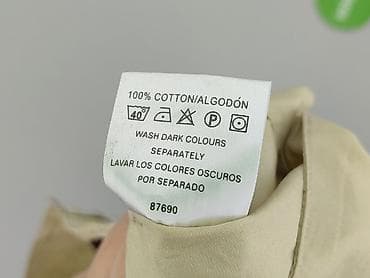 100% COTTON/ALGODÓN
40° P
WASH DARK COLOURS
SEPARATELY
LAVAR LOS COLORES OSCUROS
POR SEPARADO
87690